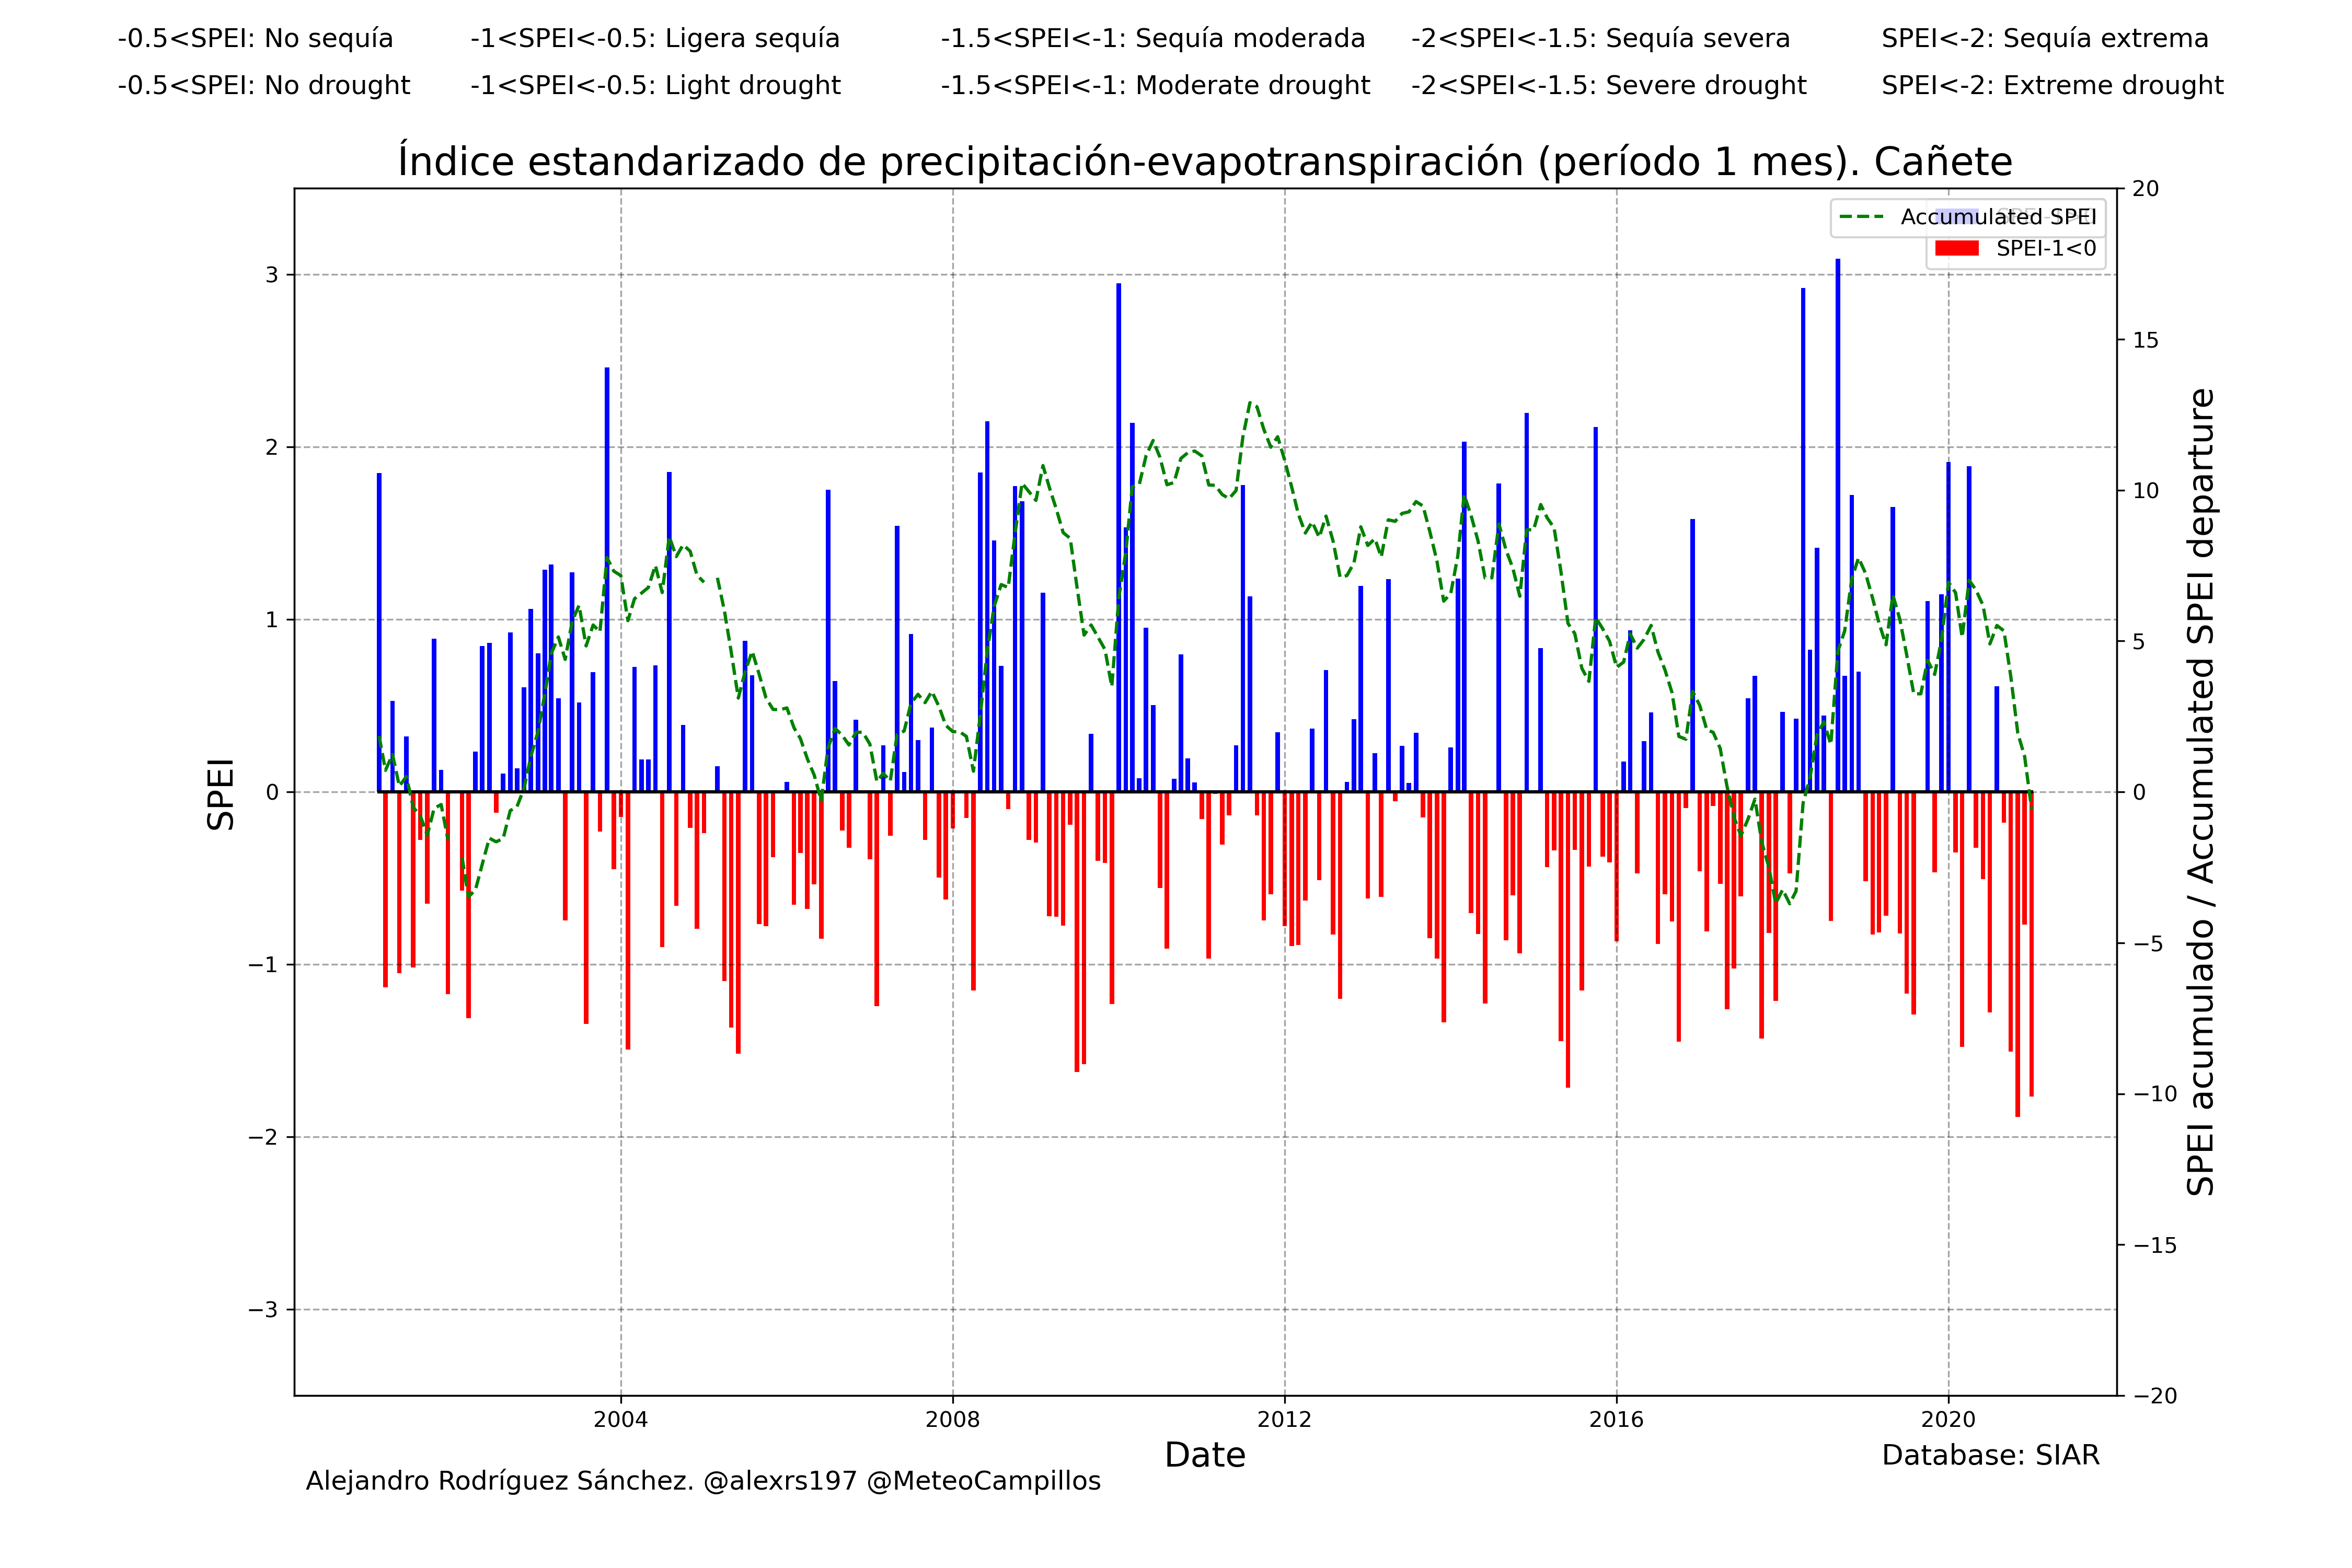 -0.5<SPEI: No sequía -1<SPEI<-0.5: Ligera sequía -1.5<SPEI<-1: Sequía moderada -2<SPEI<-1.5: Sequía severa SPEI<-2: Sequía extrema
-0.5<SPEI: No drought -1<SPEI<-0.5: Light drought -1.5<SPEI<-1: Moderate drought -2<SPEI<-1.5: Severe drought SPEI<-2: Extreme drought
Índice estandarizado de precipitación-evapotranspiración (período 1 mes). Cañete
Accumulated SPEI
SPEI-1<0
SPEI
3
2
1
0
−1
−2
−3
20
15
10
5
0
−5
−10
−15
−20
SPEI acumulado / Accumulated SPEI departure
2004 2008 2012 2016 2020
Date
Database: SIAR
Alejandro Rodríguez Sánchez. @alexrs197 @MeteoCampillos